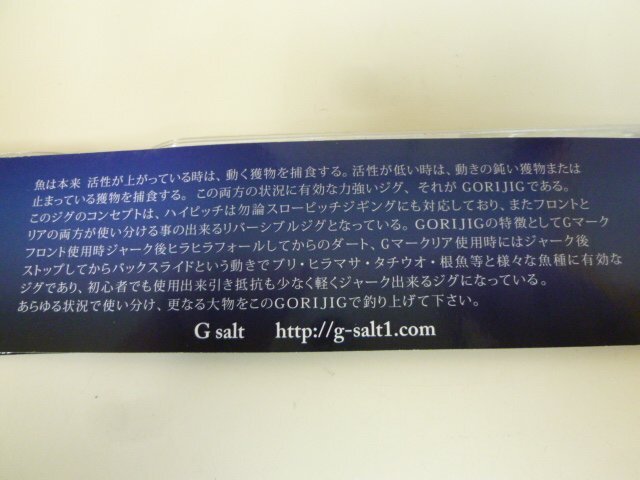 魚は本来 活性が上がっている時は、動く獲物を捕食する。活性が低い時は、動きの鈍い獲物または
止まっている獲物を捕食する。 この両方の状況に有効な力強いジグ、それが GORIJIG である。
このジグのコンセプトは、ハイピッチは勿論スローピッチジギングにも対応しており、またフロントと
リアの両方が使い分ける事の出来るリバーシブルジグとなっている。GORIJIGの特徴としてGマーク
フロント使用時ジャーク後ヒラヒラフォールしてからのダート、Gマークリア使用時にはジャーク後
ストップしてからバックスライドという動きでブリ・ヒラマサ・タチウオ・根魚等と様々な魚種に有効な
ジグであり、初心者でも使用出来引き抵抗も少なく軽くジャーク出来るジグになっている。
あらゆる状況で使い分け、更なる大物をこのGORIJIGで釣り上げて下さい。
G salt http://g-salt1.com